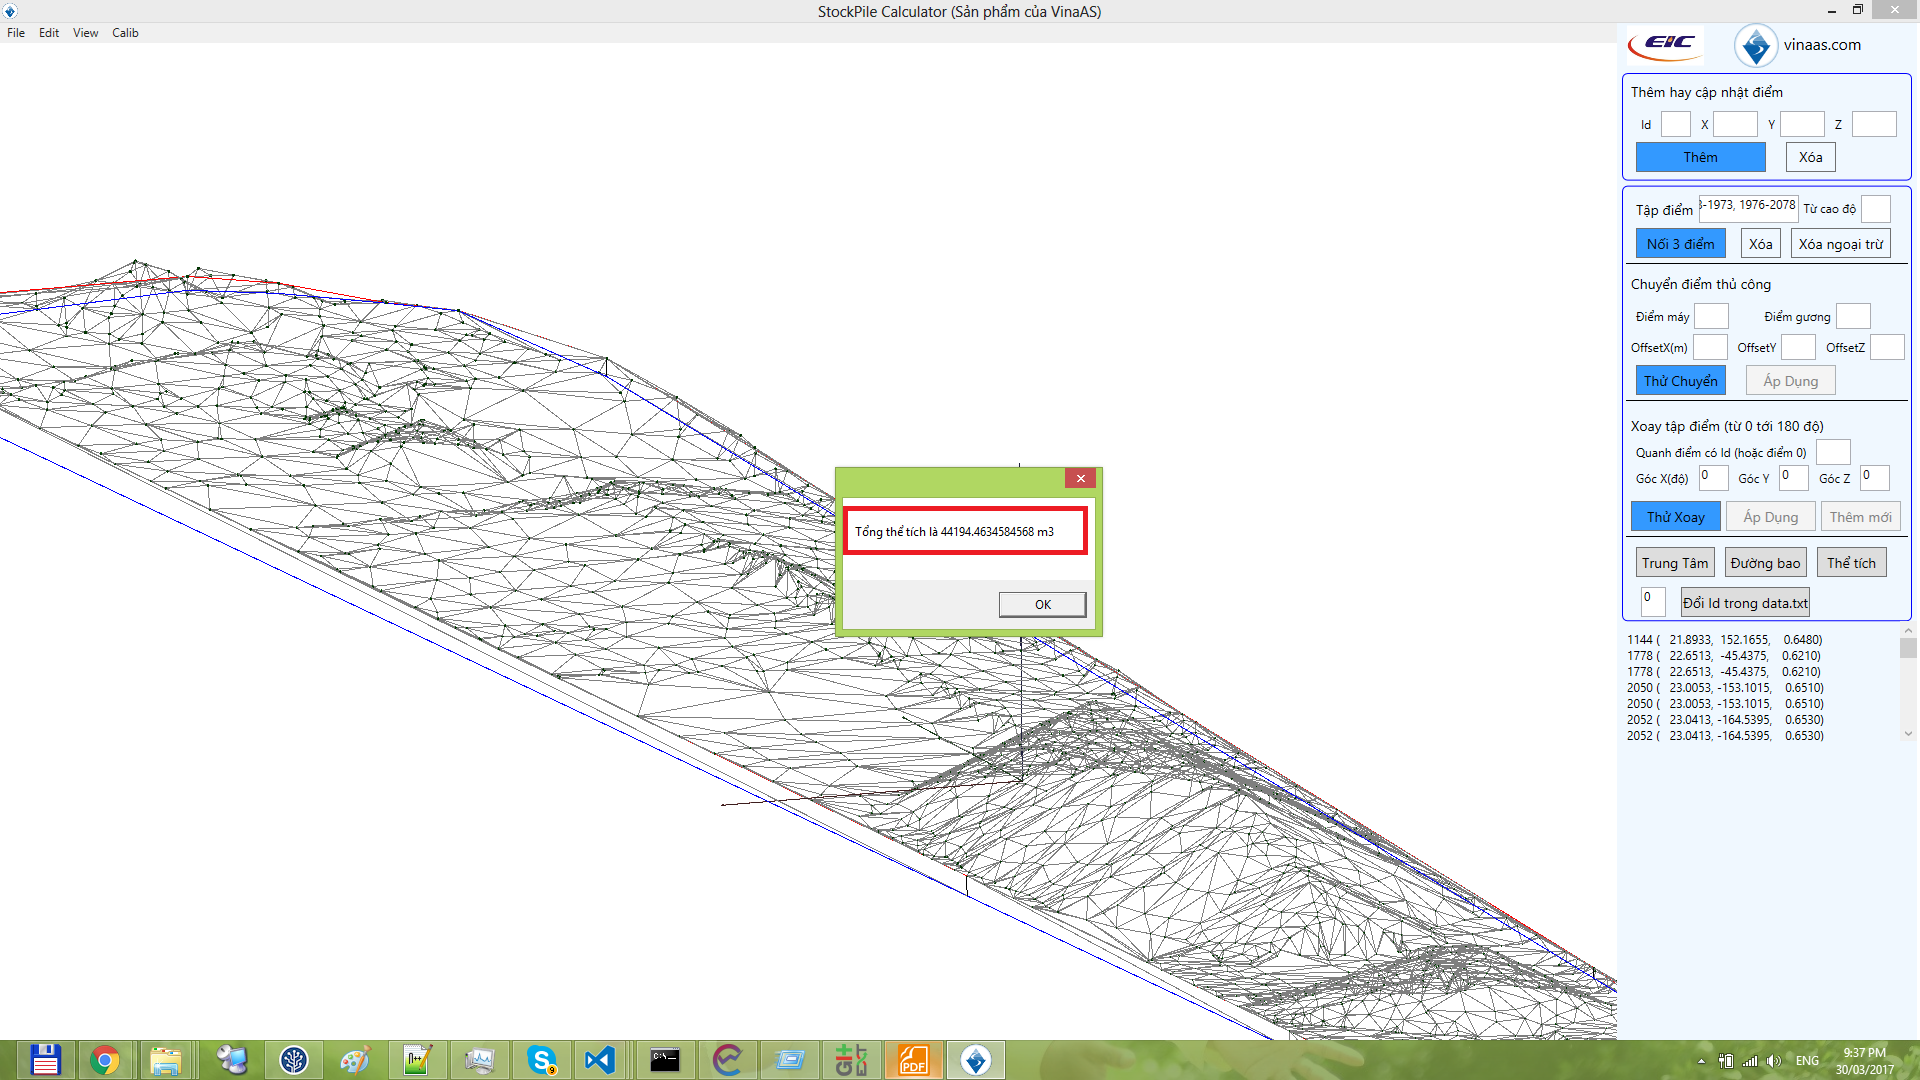 StockPile Calculator (Sản phẩm của VinaAS)
File Edit View Calib
EIC vinaas.com
Thêm hay cập nhật điểm
Id X Y Z
Thêm Xóa
Tập điểm 3-1973, 1976-2078 Từ cao độ
Nối 3 điểm Xóa Xóa ngoại trừ
Chuyển điểm thủ công
Điểm máy Điểm gương
OffsetX(m) OffsetY OffsetZ
Thử Chuyển Áp Dụng
Xoay tập điểm (từ 0 tới 180 độ)
Quanh điểm có Id (hoặc điểm 0)
Góc X(độ) 0 Góc Y 0 Góc Z 0
Thử Xoay Áp Dụng Thêm mới
Trung Tâm Đường bao Thể tích
0 Đổi Id trong data.txt
1144 ( 21.8933, 152.1655, 0.6480)
1778 ( 22.6513, -45.4375, 0.6210)
1778 ( 22.6513, -45.4375, 0.6210)
2050 ( 23.0053, -153.1015, 0.6510)
2050 ( 23.0053, -153.1015, 0.6510)
2052 ( 23.0413, -164.5395, 0.6530)
2052 ( 23.0413, -164.5395, 0.6530)
Tổng thể tích là 44194.4634584568 m3
OK
ENG 9:37 PM
30/03/2017